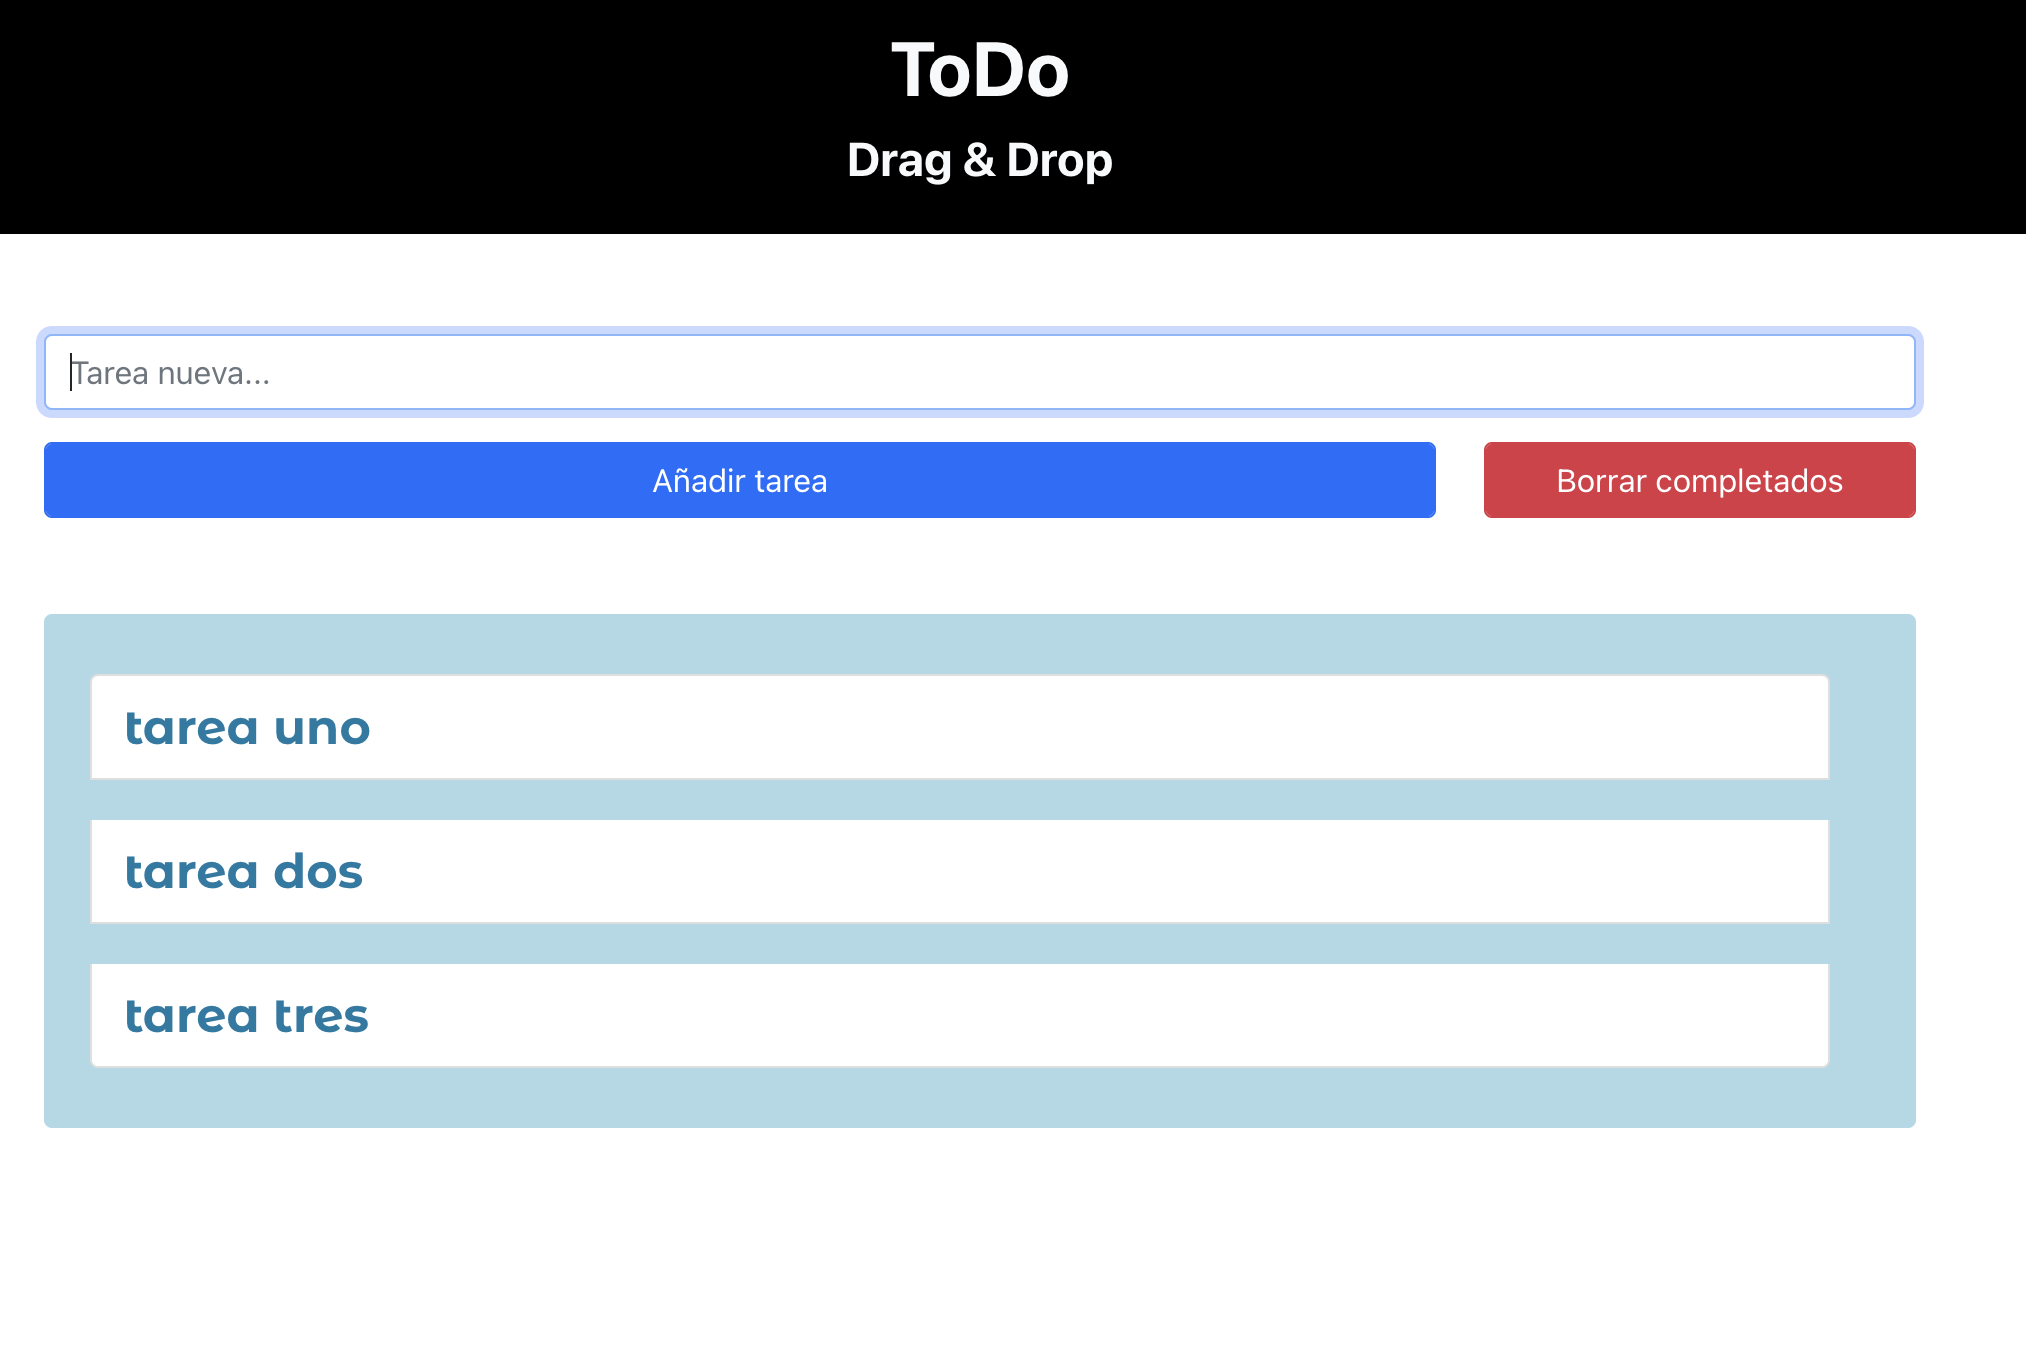 ToDo
Drag & Drop
Tarea nueva...
Añadir tarea
Borrar completados
tarea uno
tarea dos
tarea tres